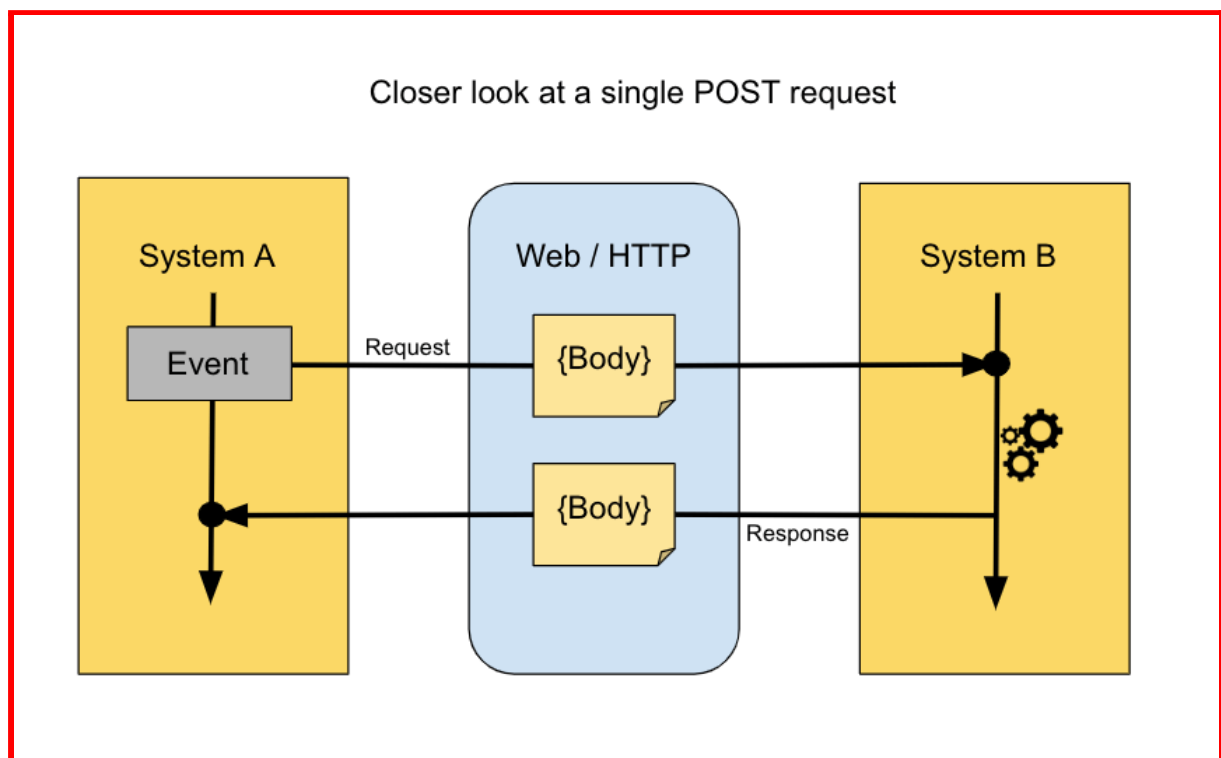 Closer look at a single POST request
System A
Web / HTTP
System B
Event
Request
{Body}
{Body}
Response